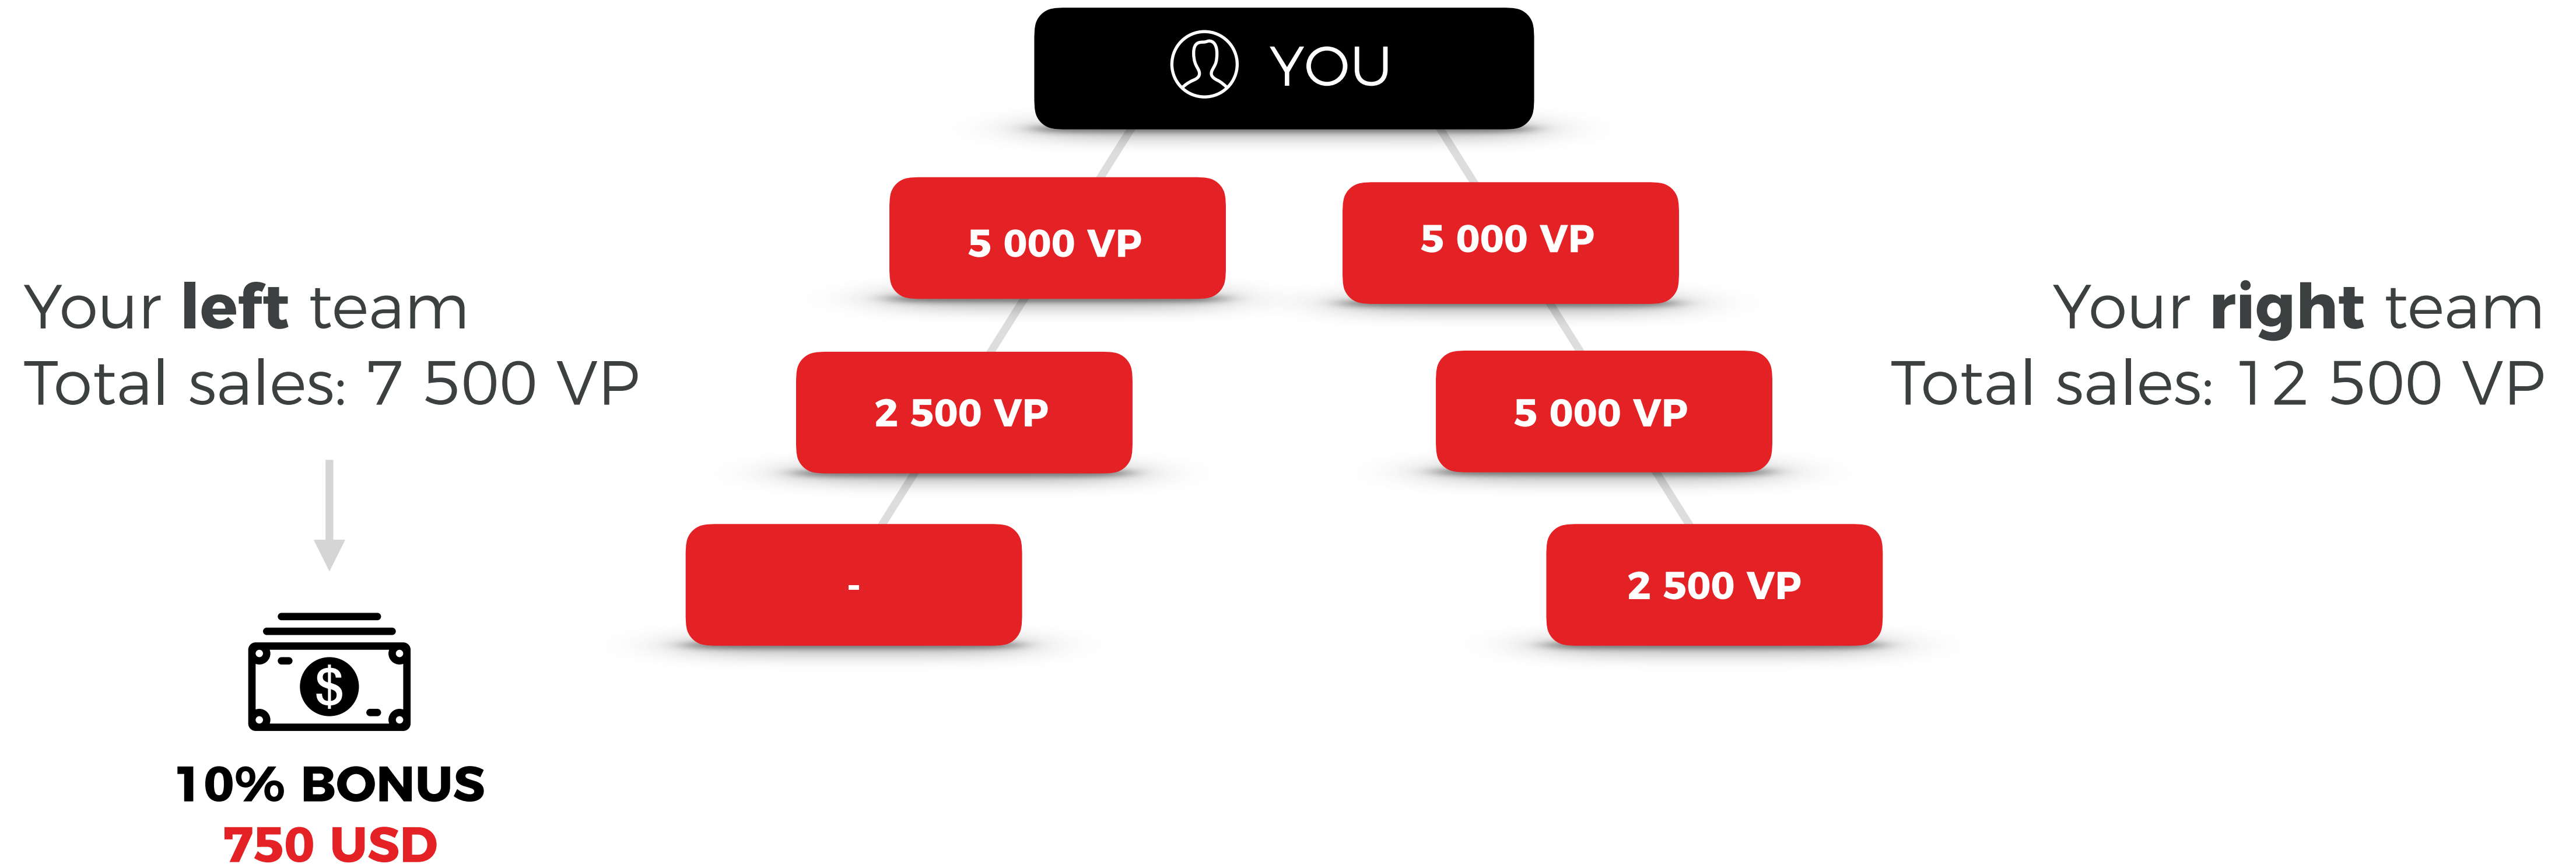 YOU
5 000 VP
5 000 VP
Your left team
Total sales: 7 500 VP
Your right team
Total sales: 12 500 VP
2 500 VP
5 000 VP
-
2 500 VP
$
10% BONUS
750 USD